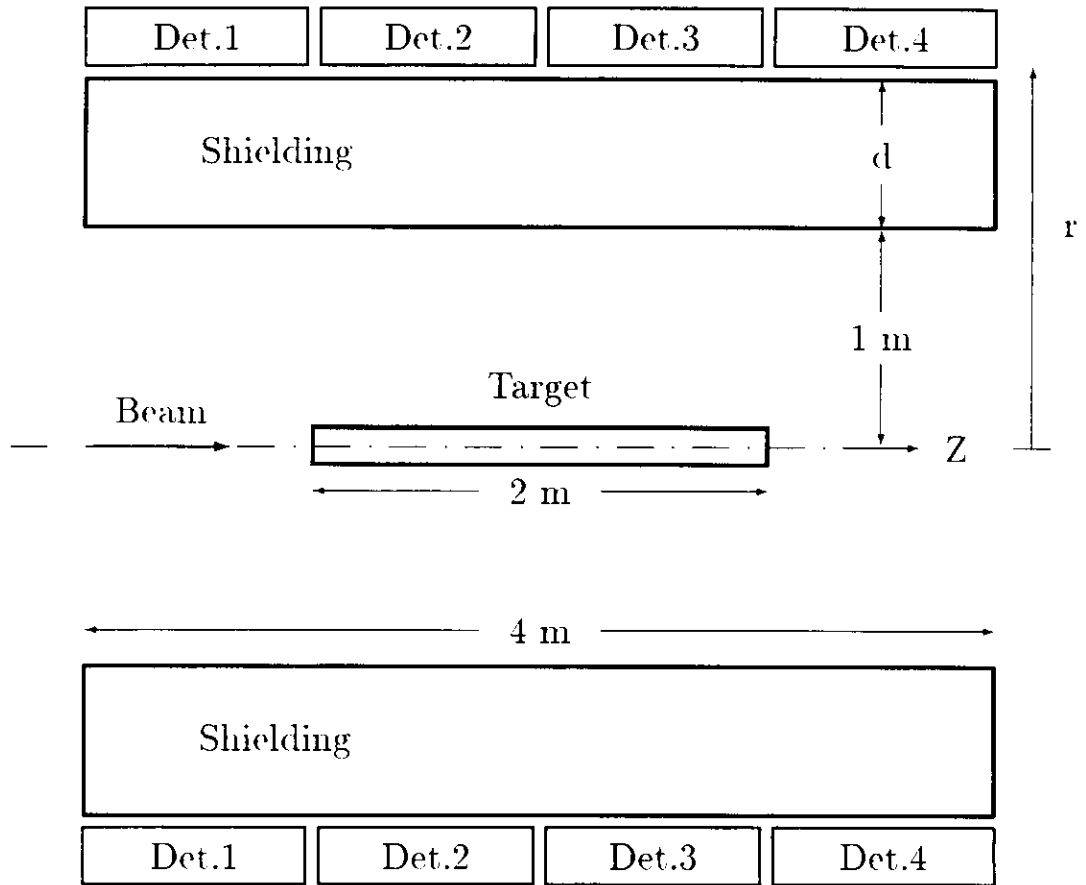 Det.1 Det.2 Det.3 Det.4
Shielding
d
r
1 m
Target
Beam
Z
2 m
4 m
Shielding
Det.1 Det.2 Det.3 Det.4